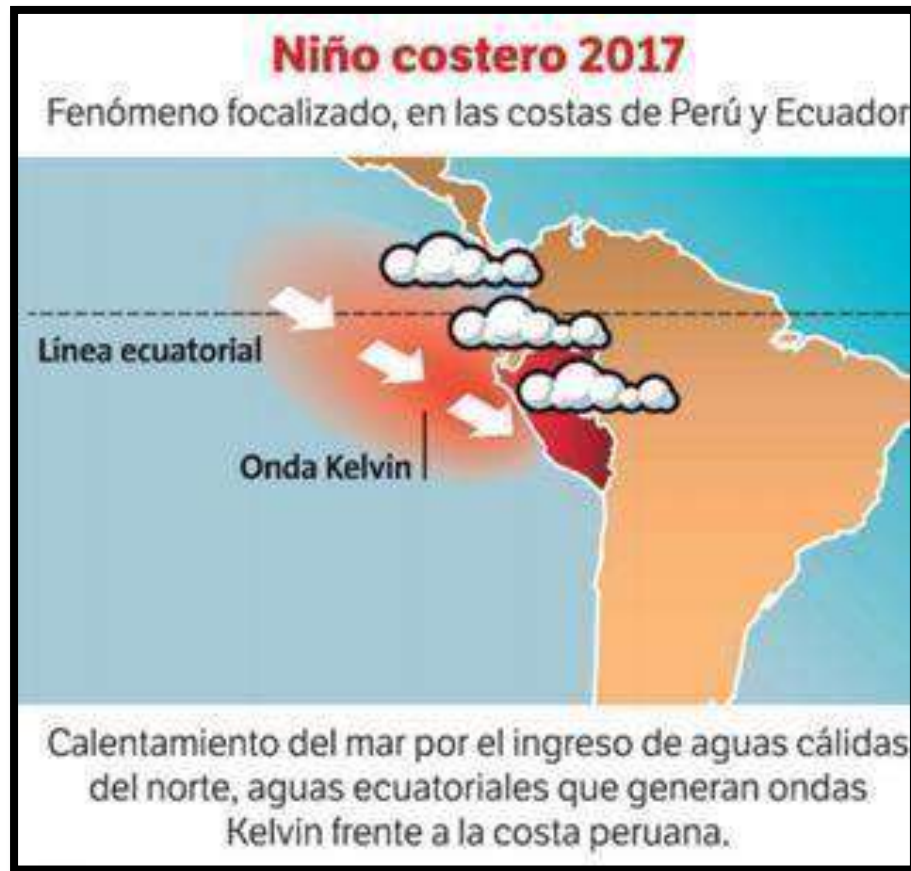 Niño costero 2017
Fenómeno focalizado, en las costas de Perú y Ecuador
Línea ecuatorial
Onda Kelvin
Calentamiento del mar por el ingreso de aguas cálidas
del norte, aguas ecuatoriales que generan ondas
Kelvin frente a la costa peruana.